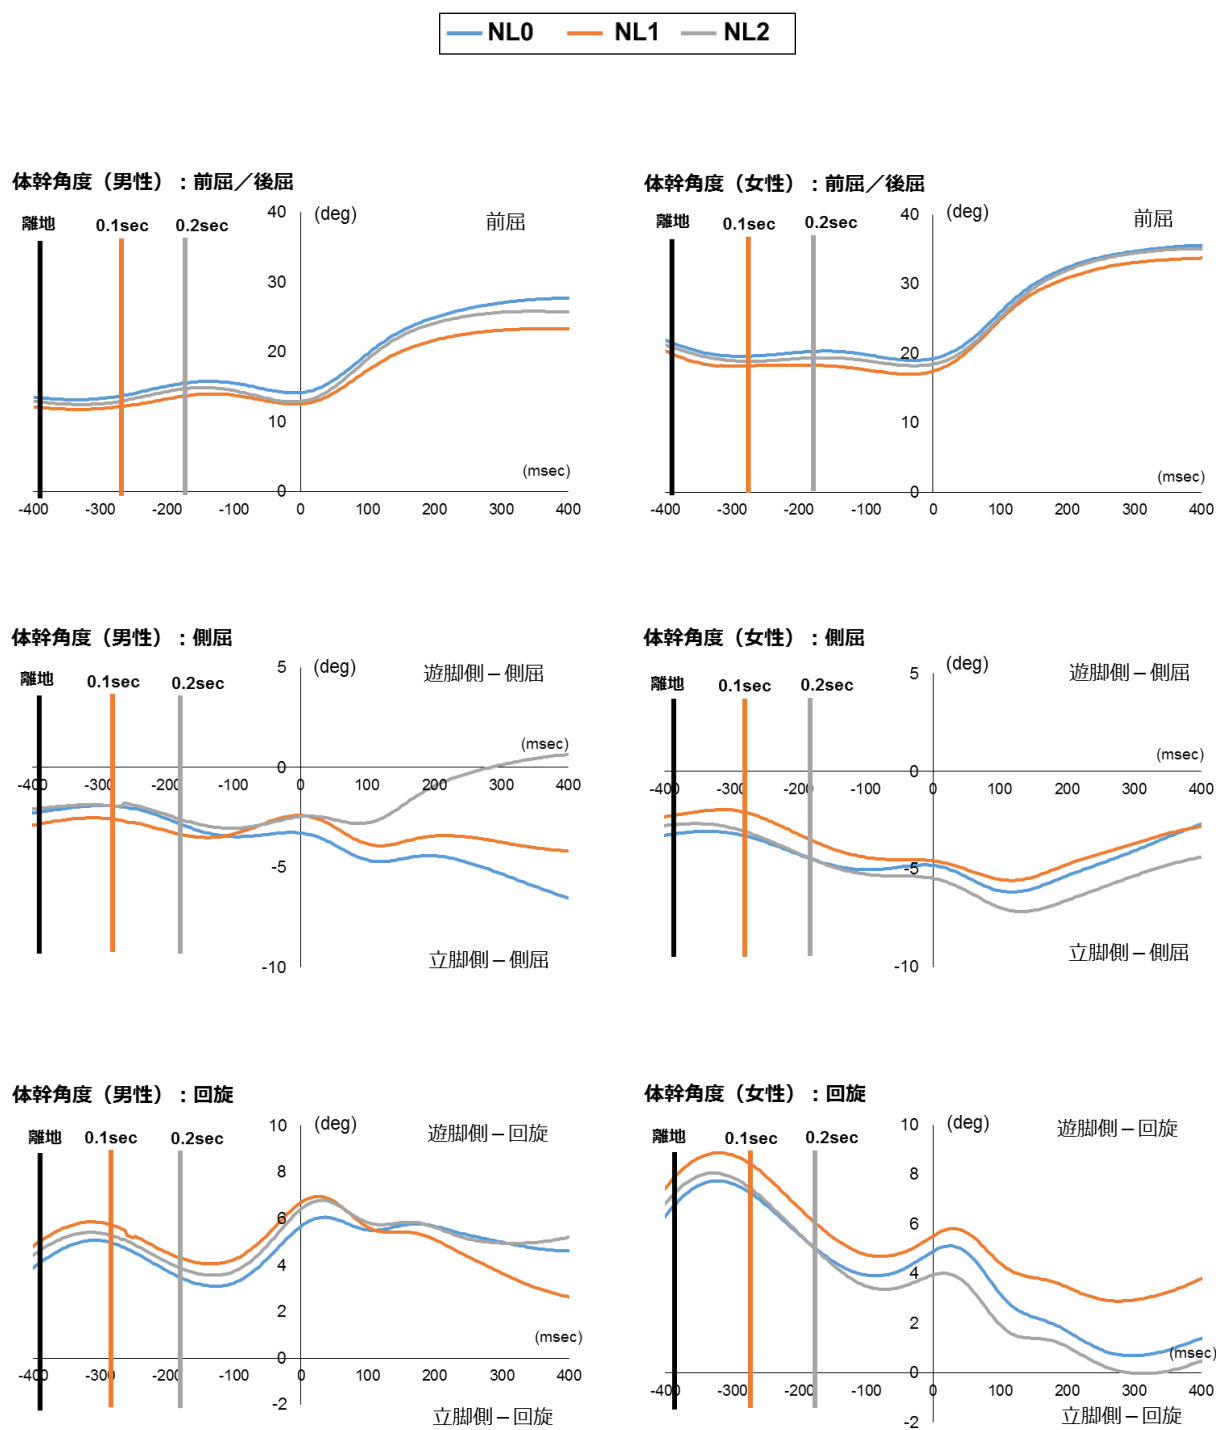 NL0 NL1 NL2
体幹角度（男性）：前屈／後屈
離地 0.1sec 0.2sec
(deg)
前屈
40
30
20
10
0
(msec)
-400 -300 -200 -100 0 100 200 300 400
体幹角度（女性）：前屈／後屈
離地 0.1sec 0.2sec
(deg)
前屈
40
30
20
10
0
(msec)
-400 -300 -200 -100 0 100 200 300 400
体幹角度（男性）：側屈
離地 0.1sec 0.2sec
(deg)
遊脚側－側屈
5
0
-5
-10
(msec)
-400 -300 -200 -100 0 100 200 300 400
立脚側－側屈
体幹角度（女性）：側屈
離地 0.1sec 0.2sec
(deg)
遊脚側－側屈
5
0
-5
-10
(msec)
-400 -300 -200 -100 0 100 200 300 400
立脚側－側屈
体幹角度（男性）：回旋
離地 0.1sec 0.2sec
(deg)
遊脚側－回旋
10
8
6
4
2
0
-2
(msec)
-400 -300 -200 -100 0 100 200 300 400
立脚側－回旋
体幹角度（女性）：回旋
離地 0.1sec 0.2sec
(deg)
遊脚側－回旋
10
8
6
4
2
0
-2
(msec)
-400 -300 -200 -100 0 100 200 300 400
立脚側－回旋